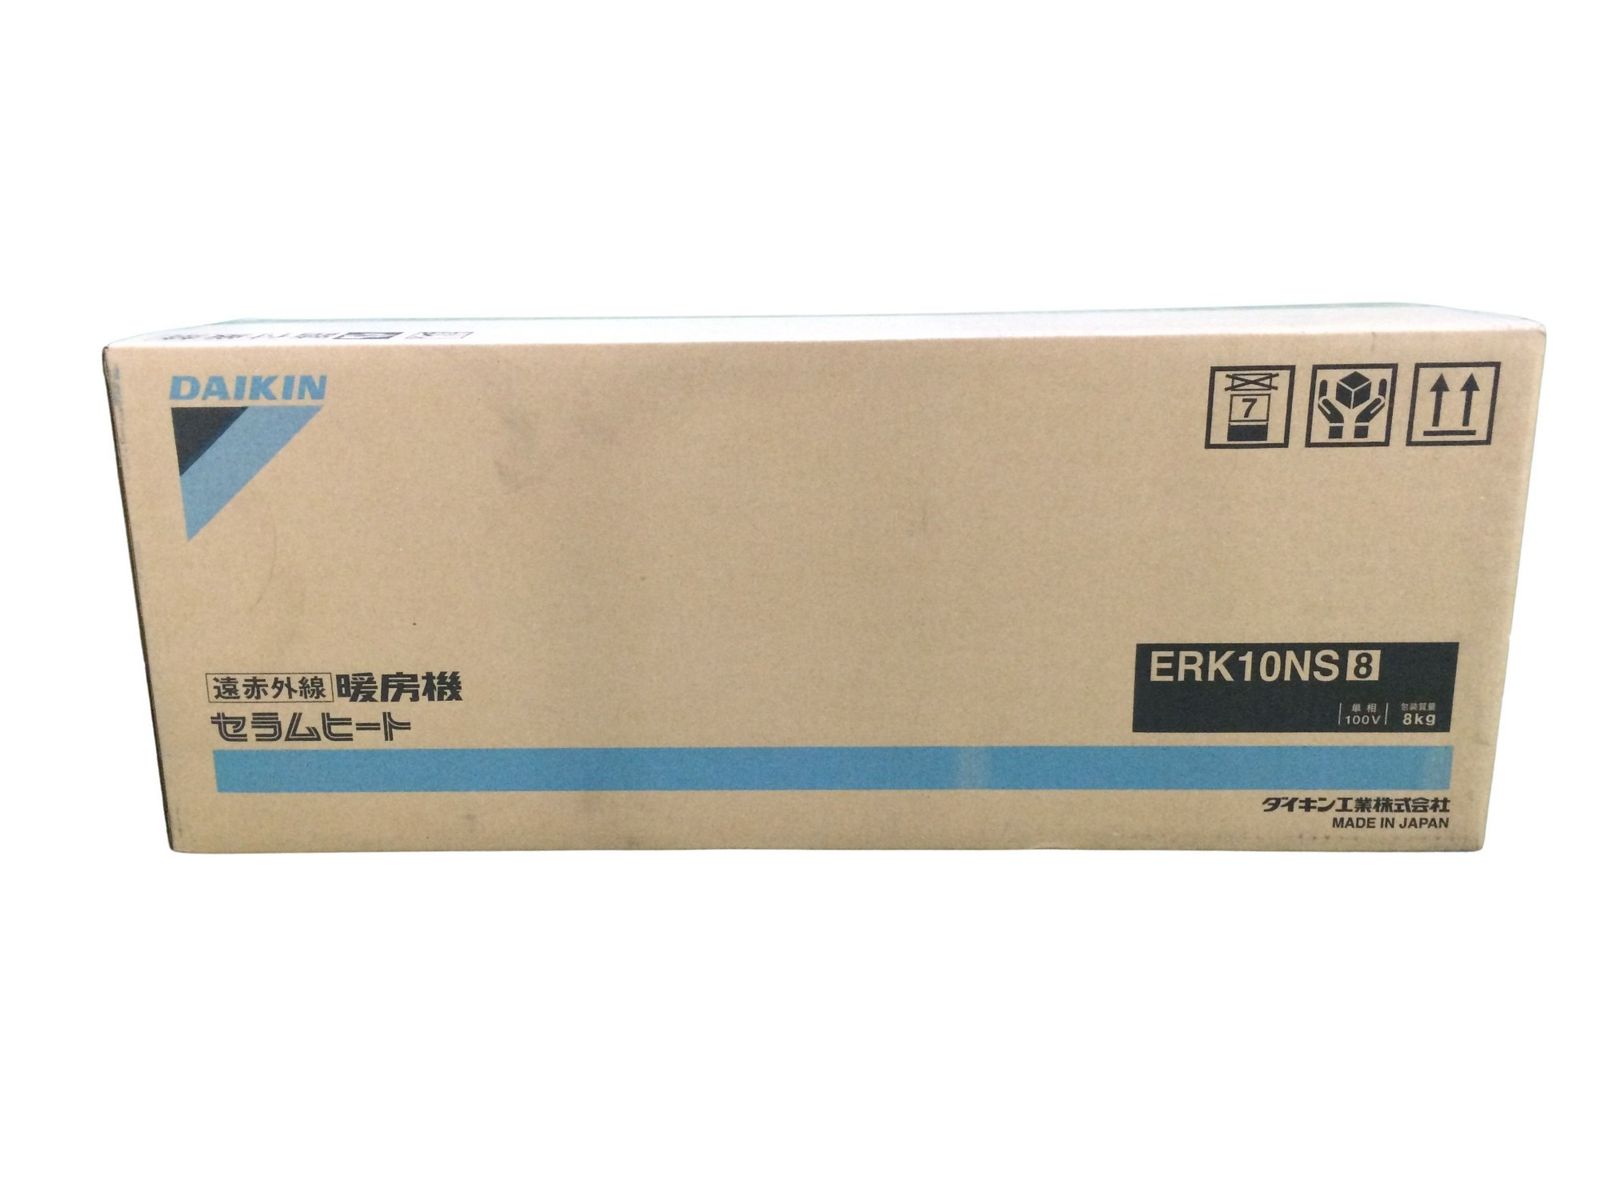 DAIKIN
7
遠赤外線 暖房機
セラムヒート
ERK10NS 8
単相
100V
包装質量
8kg
ダイキン工業株式会社
MADE IN JAPAN